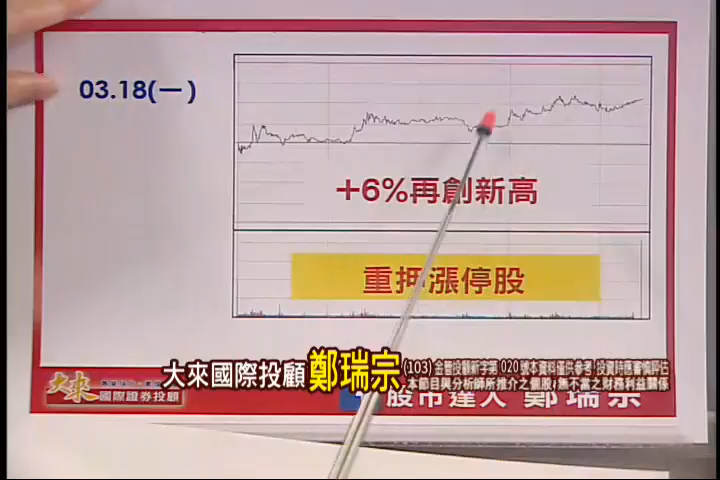 03.18(一)
+6%再創新高
重押漲停股
大來國際投顧 鄭瑞宗
(103)金管投顧新字第020號本資料僅供參考,投資時應審慎評估
本節目與分析師所推介之個股,無不當之財務利益關係
大來
國際證券投顧
股市達人 鄭瑞宗